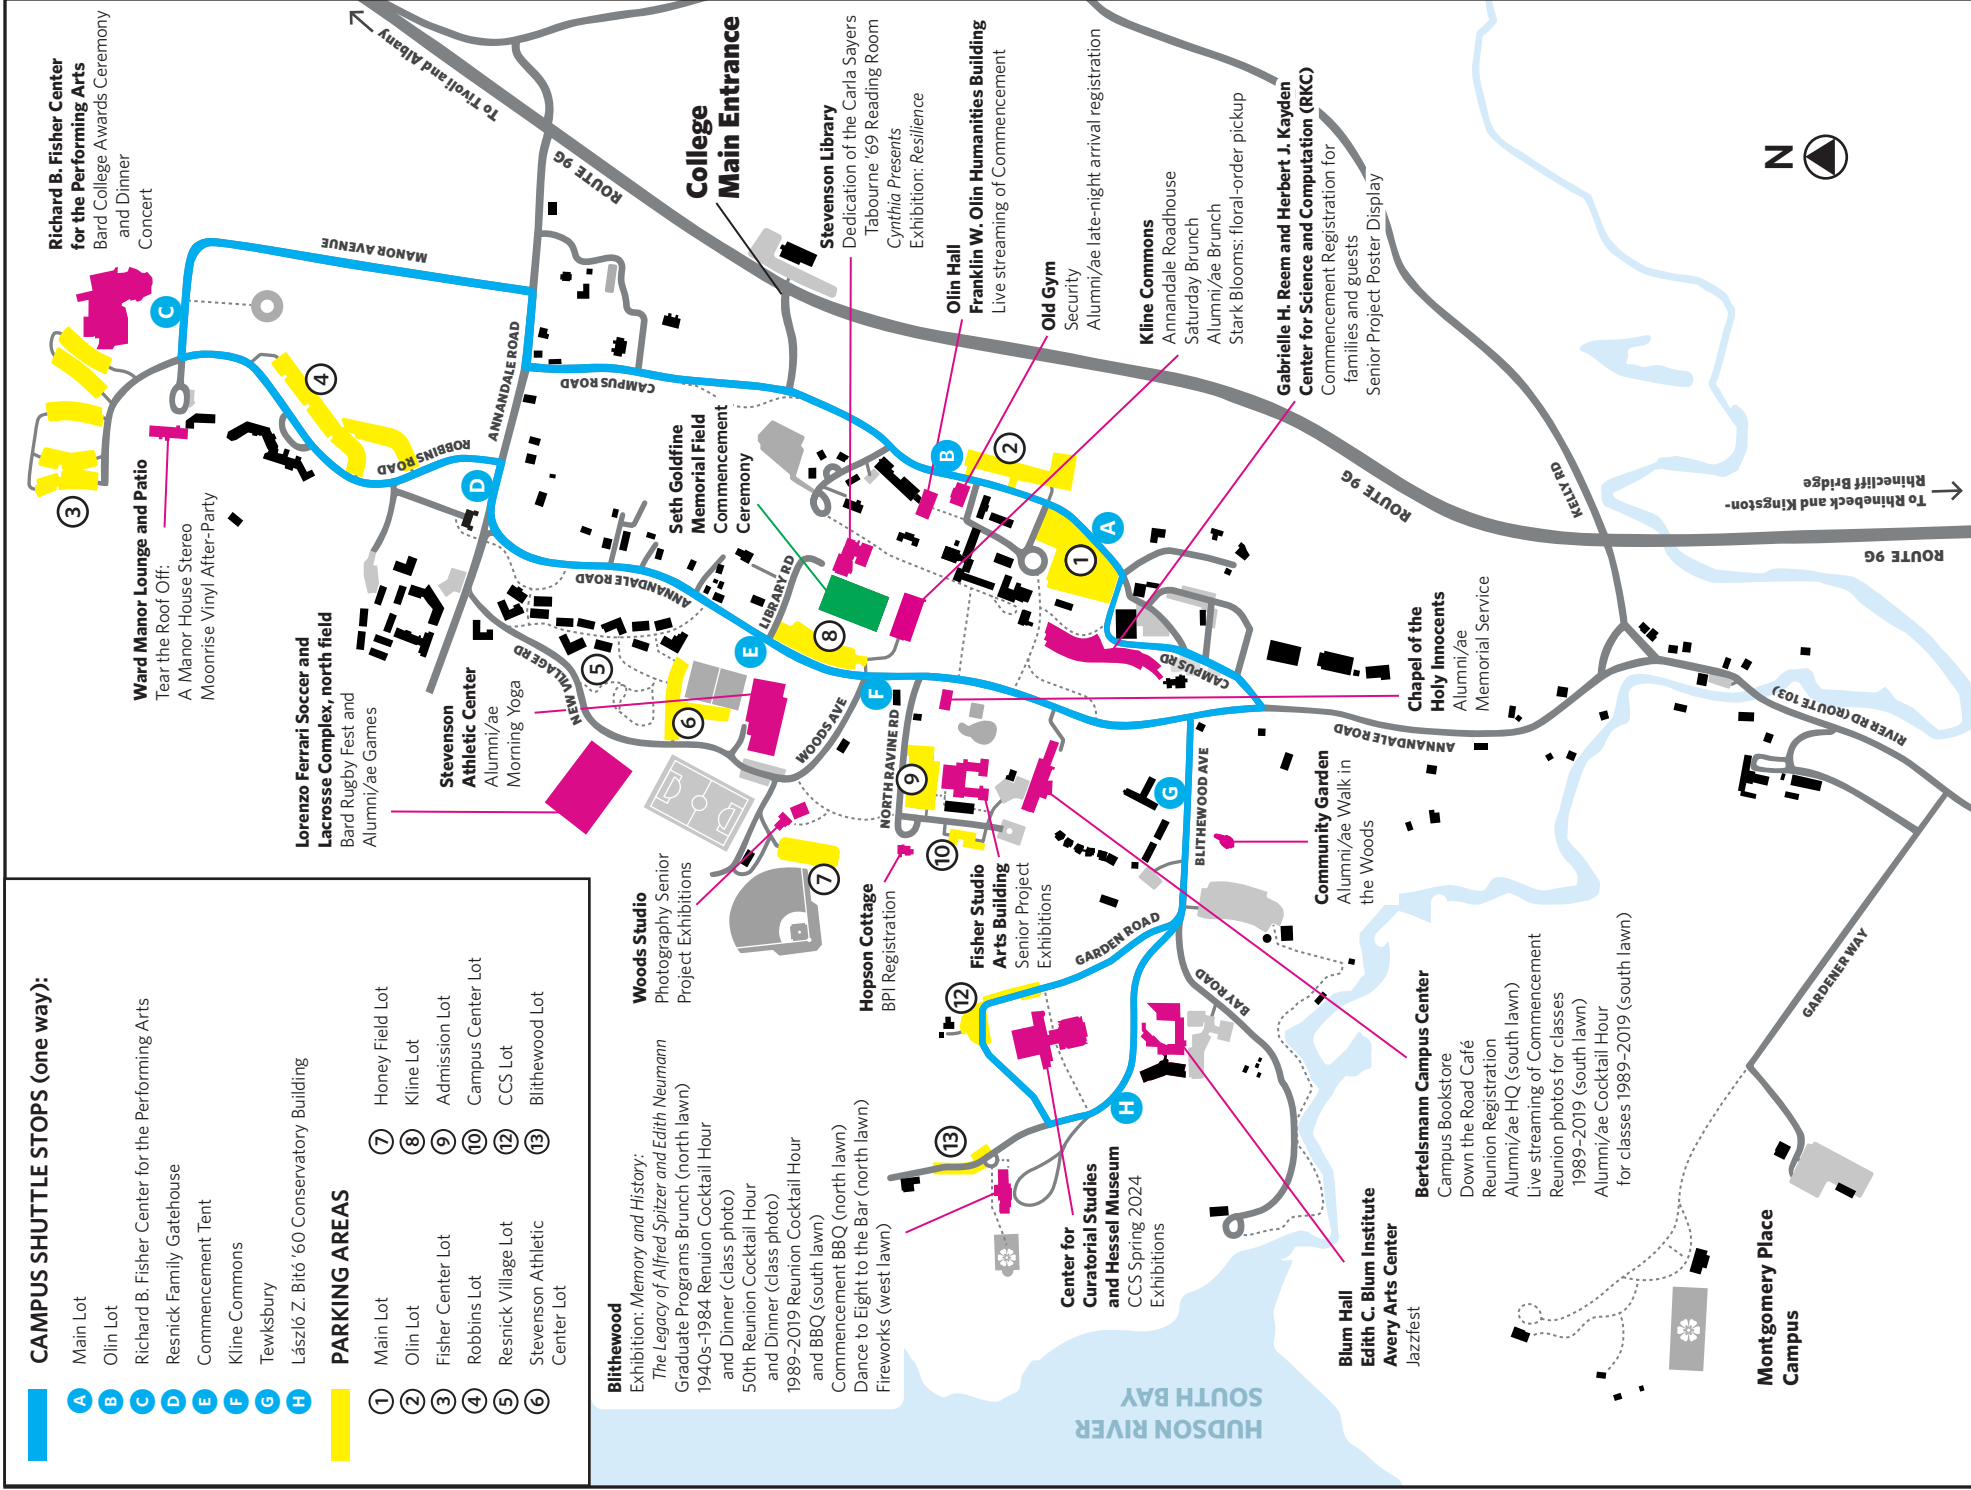 CAMPUS SHUTTLE STOPS (one way):
A Main Lot
B Olin Lot
C Richard B. Fisher Center for the Performing Arts
D Resnick Family Gatehouse
E Commencement Tent
F Kline Commons
G Tewksbury
H László Z. Bitó ’60 Conservatory Building
PARKING AREAS
1 Main Lot
2 Olin Lot
3 Fisher Center Lot
4 Robbins Lot
5 Resnick Village Lot
6 Stevenson Athletic
Center Lot
7 Honey Field Lot
8 Kline Lot
9 Admission Lot
10 Campus Center Lot
12 CCS Lot
13 Blithewood Lot
Richard B. Fisher Center
for the Performing Arts
Bard College Awards Ceremony
and Dinner
Concert
Ward Manor Lounge and Patio
Tear the Roof Off:
A Manor House Stereo
Moonrise Vinyl After-Party
Lorenzo Ferrari Soccer and
Lacrosse Complex, north field
Bard Rugby Fest and
Alumni/ae Games
Stevenson
Athletic Center
Alumni/ae
Morning Yoga
Woods Studio
Photography Senior
Project Exhibitions
Seth Goldfine
Memorial Field
Commencement
Ceremony
College
Main Entrance
Stevenson Library
Dedication of the Carla Sayers
Tabourne ’69 Reading Room
Cynthia Presents
Exhibition: Resilience
Olin Hall
Franklin W. Olin Humanities Building
Live streaming of Commencement
Old Gym
Security
Alumni/ae late-night arrival registration
Kline Commons
Annandale Roadhouse
Saturday Brunch
Alumni/ae Brunch
Stark Blooms: floral-order pickup
Gabrielle H. Reem and Herbert J. Kayden
Center for Science and Computation (RKC)
Commencement Registration for
families and guests
Senior Project Poster Display
Chapel of the
Holy Innocents
Alumni/ae
Memorial Service
Community Garden
Alumni/ae Walk in
the Woods
Hopson Cottage
BPI Registration
Fisher Studio
Arts Building
Senior Project
Exhibitions
Blithewood
Exhibition: Memory and History:
The Legacy of Alfred Spitzer and Edith Neumann
Graduate Programs Brunch (north lawn)
1940s–1984 Renuion Cocktail Hour
and Dinner (class photo)
50th Reunion Cocktail Hour
and Dinner (class photo)
1989–2019 Reunion Cocktail Hour
and BBQ (south lawn)
Commencement BBQ (north lawn)
Dance to Eight to the Bar (north lawn)
Fireworks (west lawn)
Center for
Curatorial Studies
and Hessel Museum
CCS Spring 2024
Exhibitions
Blum Hall
Edith C. Blum Institute
Avery Arts Center
Jazzfest
Bertelsmann Campus Center
Campus Bookstore
Down the Road Café
Reunion Registration
Alumni/ae HQ (south lawn)
Live streaming of Commencement
Reunion photos for classes
1989–2019 (south lawn)
Alumni/ae Cocktail Hour
for classes 1989–2019 (south lawn)
Montgomery Place
Campus
HUDSON RIVER
SOUTH BAY
To Tivoli and Albany
ROUTE 9G
MANOR AVENUE
ANNANDALE ROAD
ROBBINS ROAD
CAMPUS ROAD
ANNANDALE ROAD
LIBRARY RD
NEW VILLAGE RD
WOODS AVE
NORTH RAVINE RD
CAMPUS RD
BLITHEWOOD AVE
GARDEN ROAD
BAY ROAD
ANNANDALE ROAD
RIVER RD (ROUTE 103)
GARDENER WAY
KELLY RD
ROUTE 9G
ROUTE 9G
To Rhinebeck and Kingston-
Rhinecliff Bridge
N
A
B
C
D
E
F
G
H
1
2
3
4
5
6
7
8
9
10
12
13